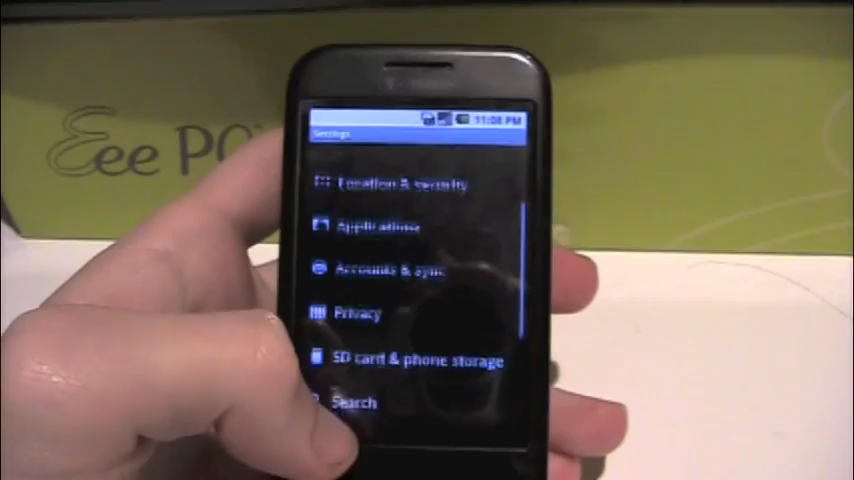 Eee PC
11:08 PM
Settings
Location & security
Applications
Accounts & sync
Privacy
SD card & phone storage
Search